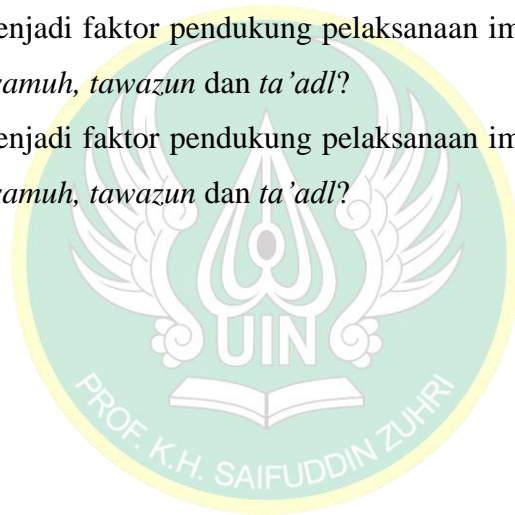 enjadi faktor pendukung pelaksanaan im
amuh, tawazun dan ta’adl?
enjadi faktor pendukung pelaksanaan im
amuh, tawazun dan ta’adl?
UIN
PROF. K.H. SAIFUDDIN ZUHRI